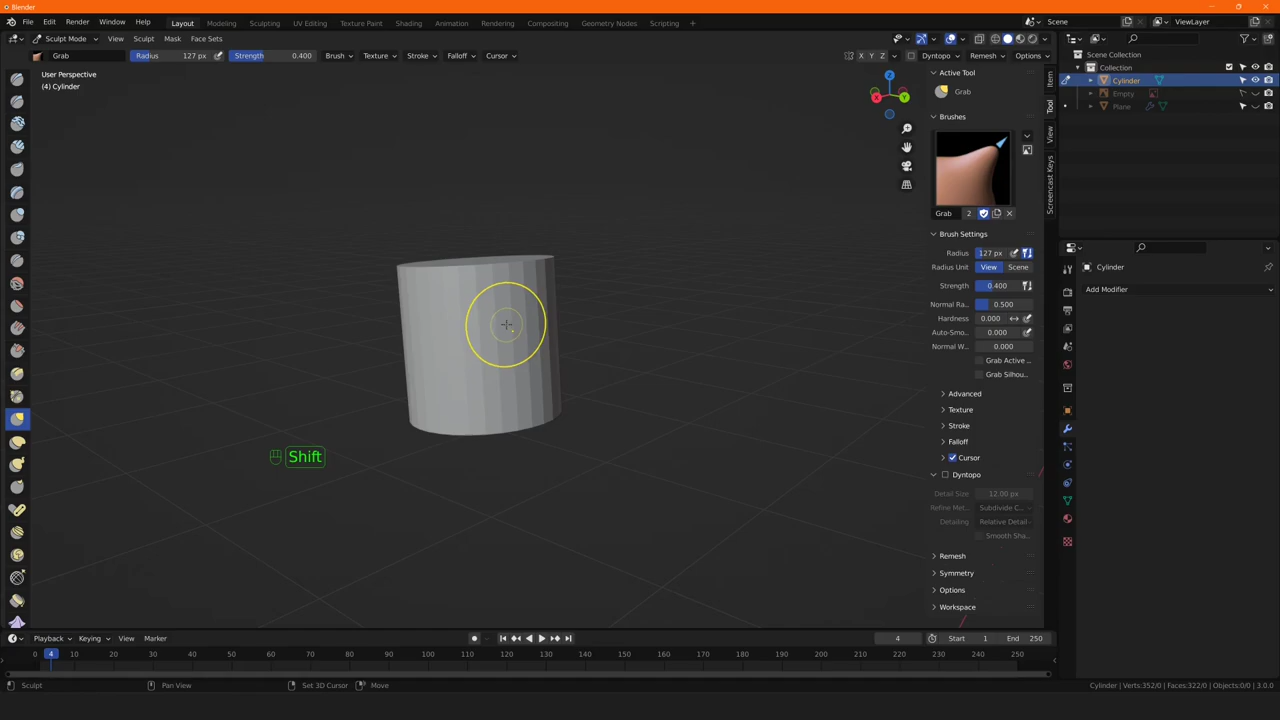 Blender
File Edit Render Window Help Layout Modeling Sculpting UV Editing Texture Paint Shading Animation Rendering Compositing Geometry Nodes Scripting Scene ViewLayer
Sculpt Mode View Sculpt Mask Face Sets
Grab Radius 127 px Strength 0.400 Brush Texture Stroke Falloff Cursor X Y Z Dyntopo Remesh Options
User Perspective
(4) Cylinder
Z
X
Y
Shift
Active Tool
Grab
Brushes
Grab 2
Brush Settings
Radius 127 px
Radius Unit View Scene
Strength 0.400
Normal Ra... 0.500
Hardness 0.000
Auto-Smo... 0.000
Normal W... 0.000
Grab Active ...
Grab Silhou...
Advanced
Texture
Stroke
Falloff
Cursor
Dyntopo
Detail Size 12.00 px
Refine Met... Subdivide C...
Detailing Relative Detail
Smooth Sha...
Remesh
Symmetry
Options
Workspace
Item
Tool
View
Screencast Keys
Scene Collection
Collection
Cylinder
Empty
Plane
Cylinder
Add Modifier
Playback Keying View Marker 4 Start 1 End 250
0 4 10 20 30 40 50 60 70 80 90 100 110 120 130 140 150 160 170 180 190 200 210 220 230 240 250
Sculpt Pan View Set 3D Cursor Move Cylinder | Verts:352/0 | Faces:322/0 | Objects:0/0 | 3.0.0